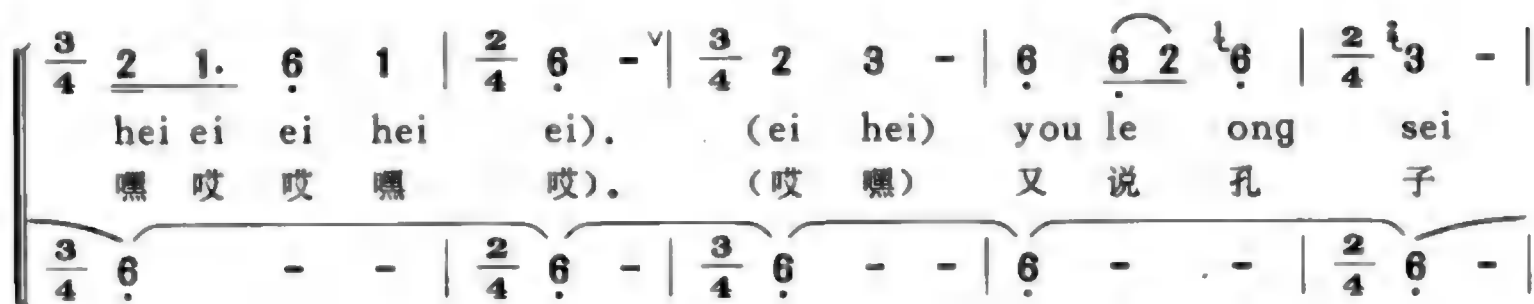 3/4 2 1. 6 1 | 2/4 6 - ∨ | 3/4 2 3 - | 6 6 2 6 | 2/4 3 - |
hei ei ei hei ei). (ei hei) you le ong sei
嘿 哎 哎 嘿 哎)。 (哎 嘿) 又 说 孔 子
3/4 6 - - | 2/4 6 - | 3/4 6 - - | 6 - - | 2/4 6 - |